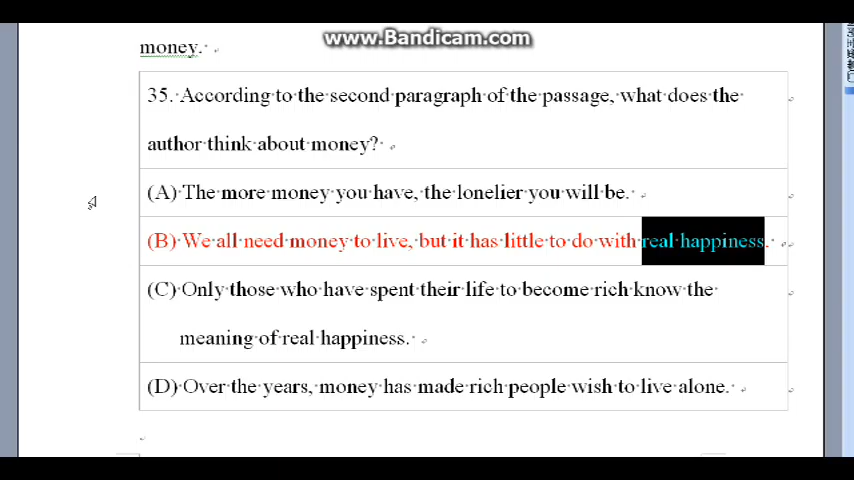 www.Bandicam.com
money.
35. According to the second paragraph of the passage, what does the
author think about money?
(A) The more money you have, the lonelier you will be.
(B) We all need money to live, but it has little to do with real happiness.
(C) Only those who have spent their life to become rich know the
meaning of real happiness.
(D) Over the years, money has made rich people wish to live alone.